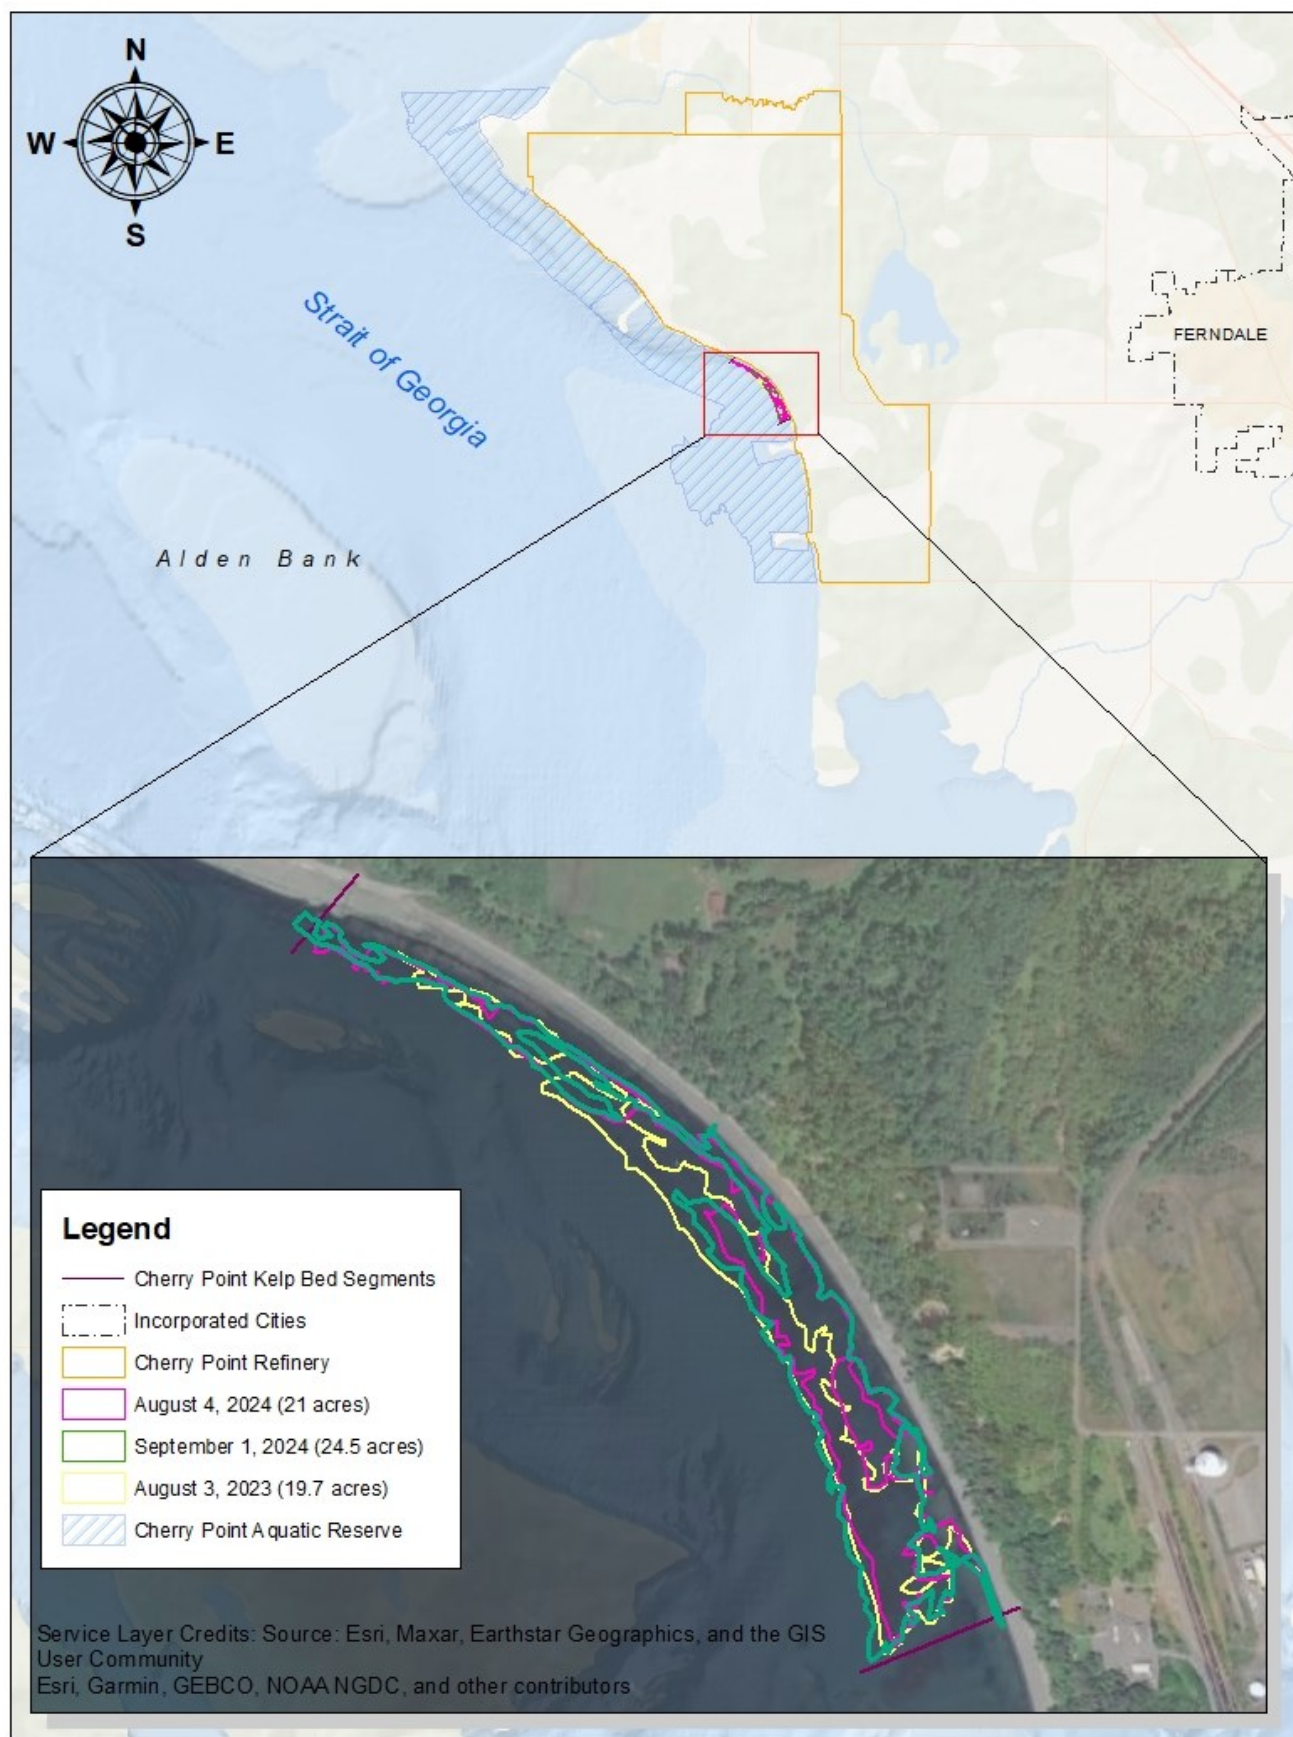 N
W E
S
Strait of Georgia
FERNDALE
Alden Bank
Legend
Cherry Point Kelp Bed Segments
Incorporated Cities
Cherry Point Refinery
August 4, 2024 (21 acres)
September 1, 2024 (24.5 acres)
August 3, 2023 (19.7 acres)
Cherry Point Aquatic Reserve
Service Layer Credits: Source: Esri, Maxar, Earthstar Geographics, and the GIS
User Community
Esri, Garmin, GEBCO, NOAA NGDC, and other contributors